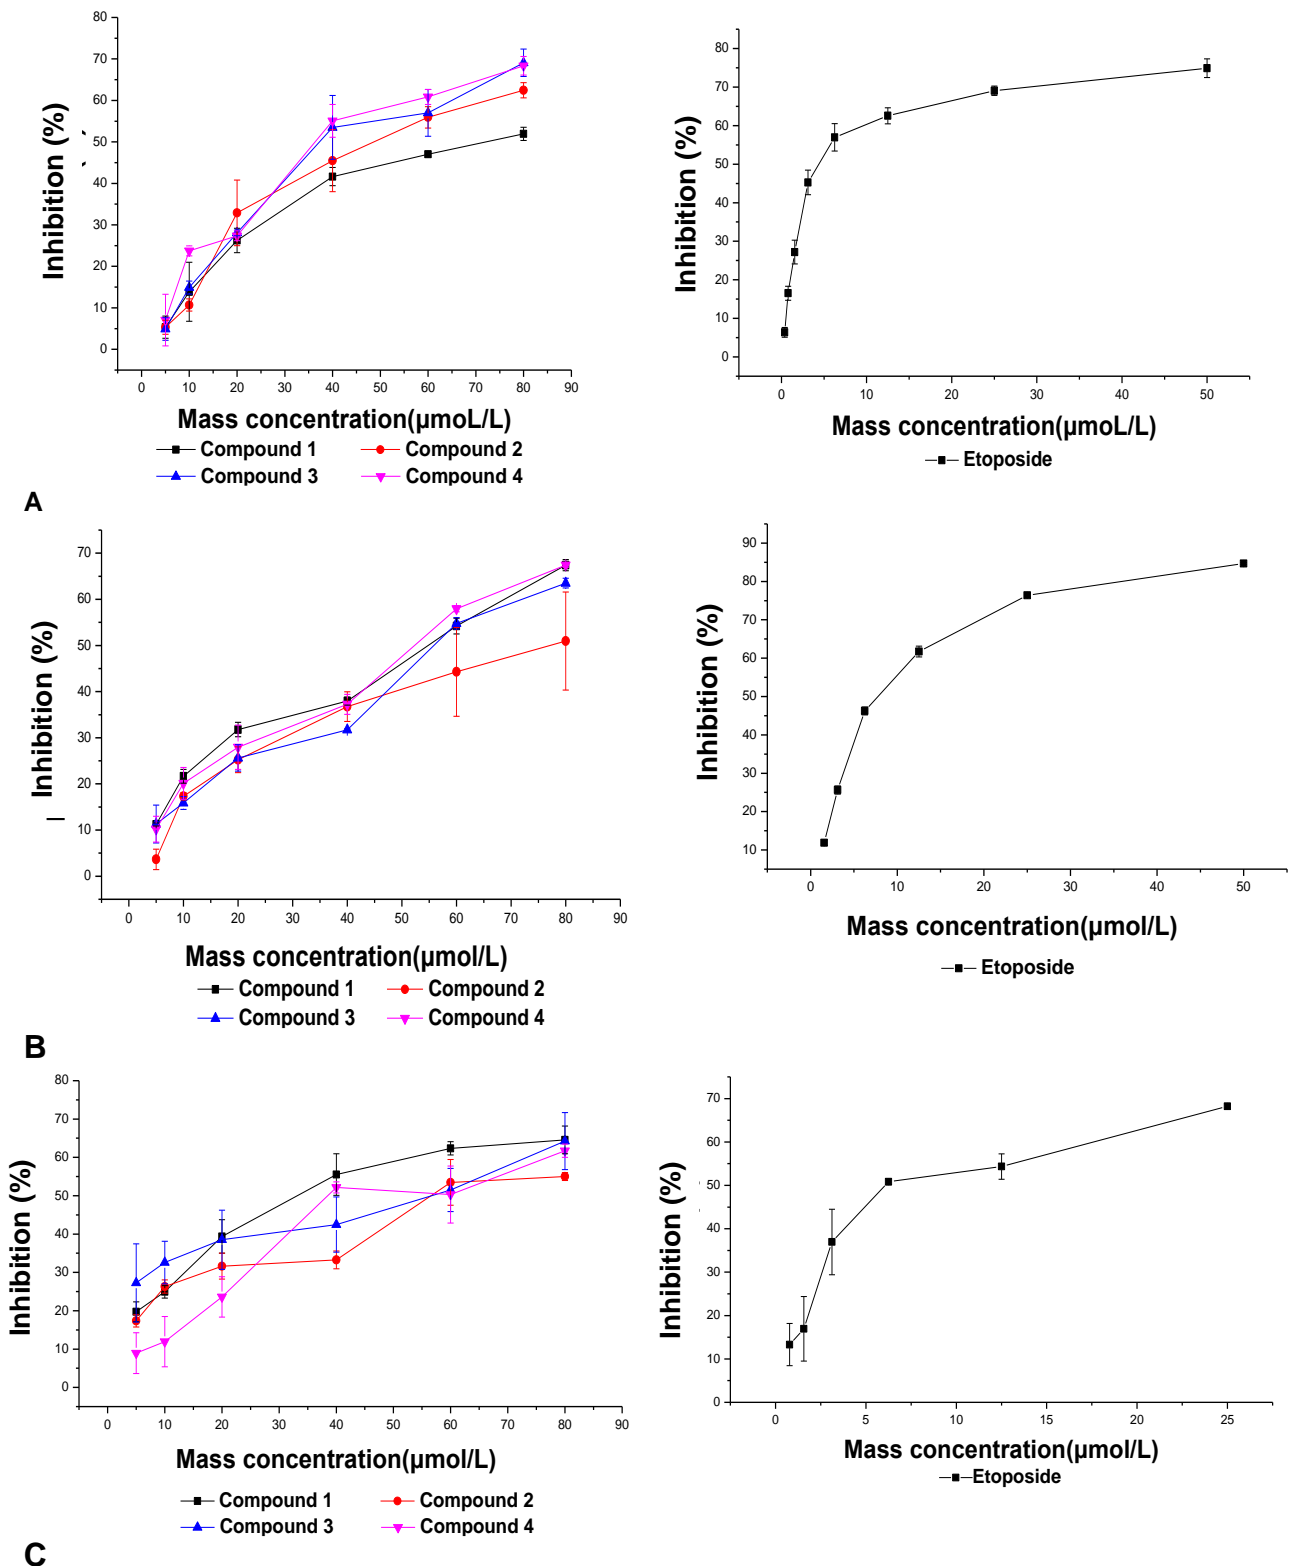 80
70
60
50
40
30
20
10
0
Inhibition (%)
0 10 20 30 40 50 60 70 80 90
Mass concentration(μmoL/L)
Compound 1 Compound 2
Compound 3 Compound 4
80
70
60
50
40
30
20
10
0
Inhibition (%)
0 10 20 30 40 50
Mass concentration(μmoL/L)
Etoposide
A
70
60
50
40
30
20
10
0
Inhibition (%)
0 10 20 30 40 50 60 70 80 90
Mass concentration(μmol/L)
Compound 1 Compound 2
Compound 3 Compound 4
90
80
70
60
50
40
30
20
10
Inhibition (%)
0 10 20 30 40 50
Mass concentration(μmol/L)
Etoposide
B
80
70
60
50
40
30
20
10
0
Inhibition (%)
0 10 20 30 40 50 60 70 80 90
Mass concentration(μmol/L)
Compound 1 Compound 2
Compound 3 Compound 4
70
60
50
40
30
20
10
0
Inhibition (%)
0 5 10 15 20 25
Mass concentration(μmol/L)
Etoposide
C